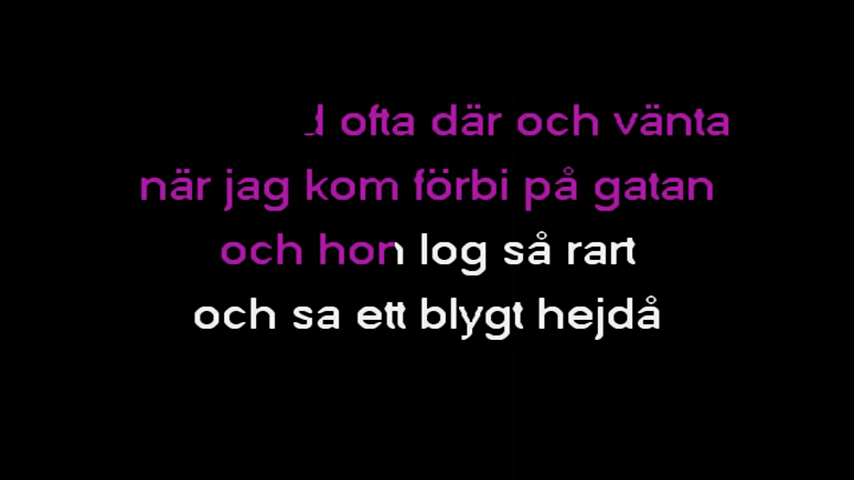 ofta där och vänta
när jag kom förbi på gatan
och hon log så rart
och sa ett blygt hejdå